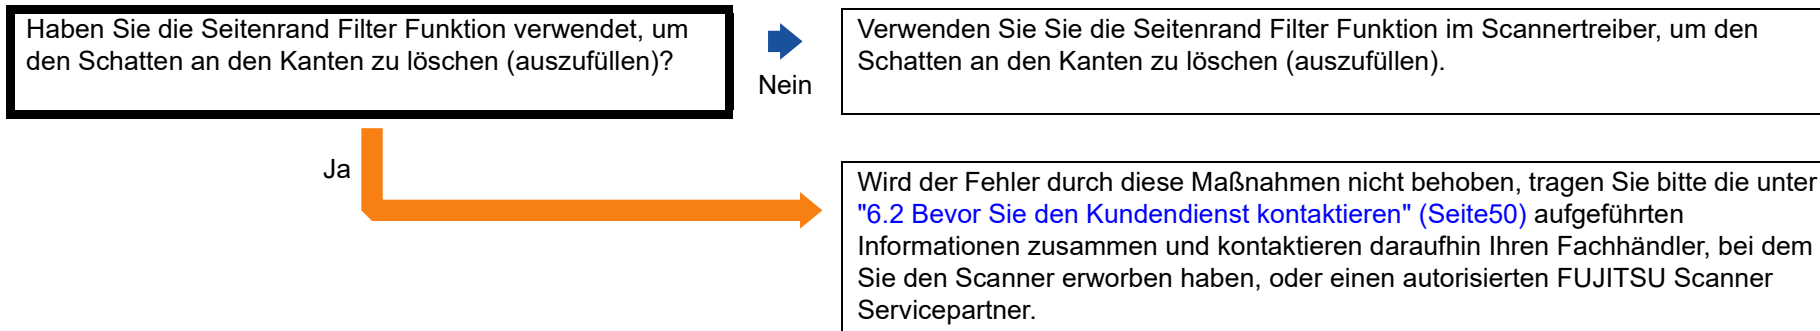 Haben Sie die Seitenrand Filter Funktion verwendet, um
den Schatten an den Kanten zu löschen (auszufüllen)?
Nein
Verwenden Sie Sie die Seitenrand Filter Funktion im Scannertreiber, um den
Schatten an den Kanten zu löschen (auszufüllen).
Ja
Wird der Fehler durch diese Maßnahmen nicht behoben, tragen Sie bitte die unter
"6.2 Bevor Sie den Kundendienst kontaktieren" (Seite50) aufgeführten
Informationen zusammen und kontaktieren daraufhin Ihren Fachhändler, bei dem
Sie den Scanner erworben haben, oder einen autorisierten FUJITSU Scanner
Servicepartner.